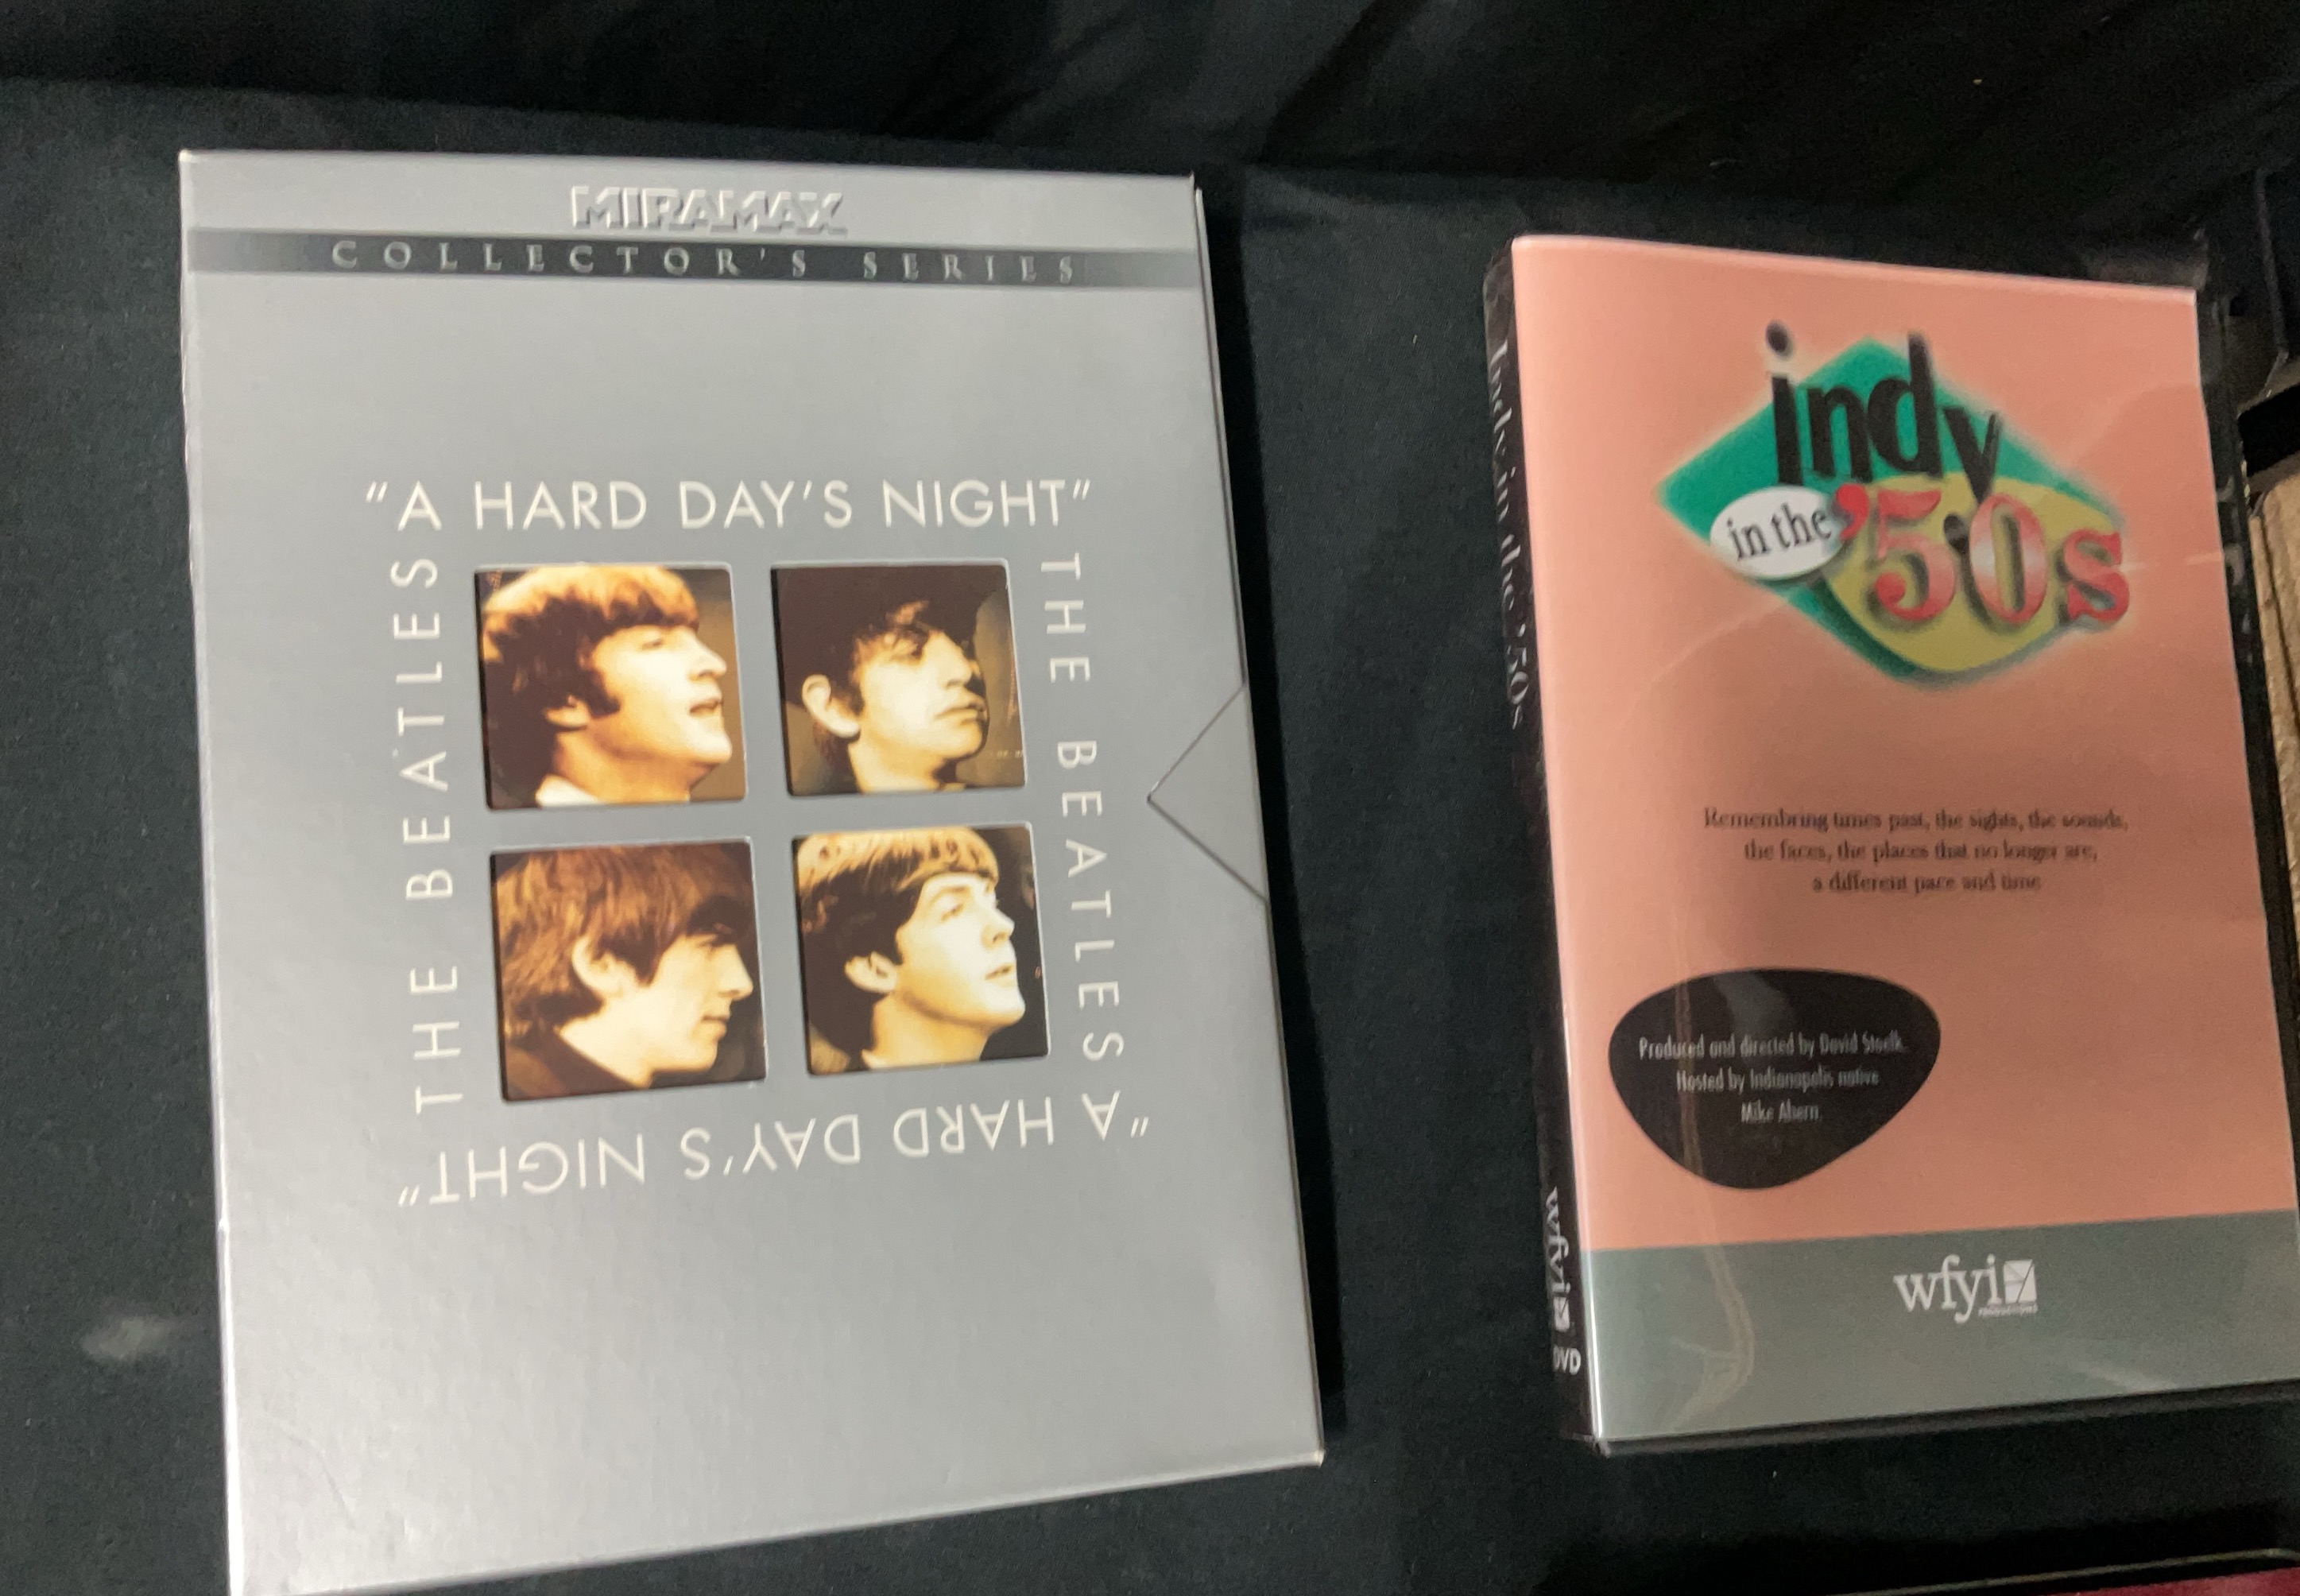 MIRAMAX
COLLECTOR'S SERIES
"A HARD DAY'S NIGHT"
THE BEATLES
THE BEATLES
"A HARD DAY'S NIGHT"
Indy in the '50s
wfyi
DVD
indy
in the '50s
Remembring times past, the sights, the sounds,
the faces, the places that no longer are,
a different pace and time
Produced and directed by David Stoelk.
Hosted by Indianapolis native
Mike Ahern.
wfyi
PRODUCTIONS